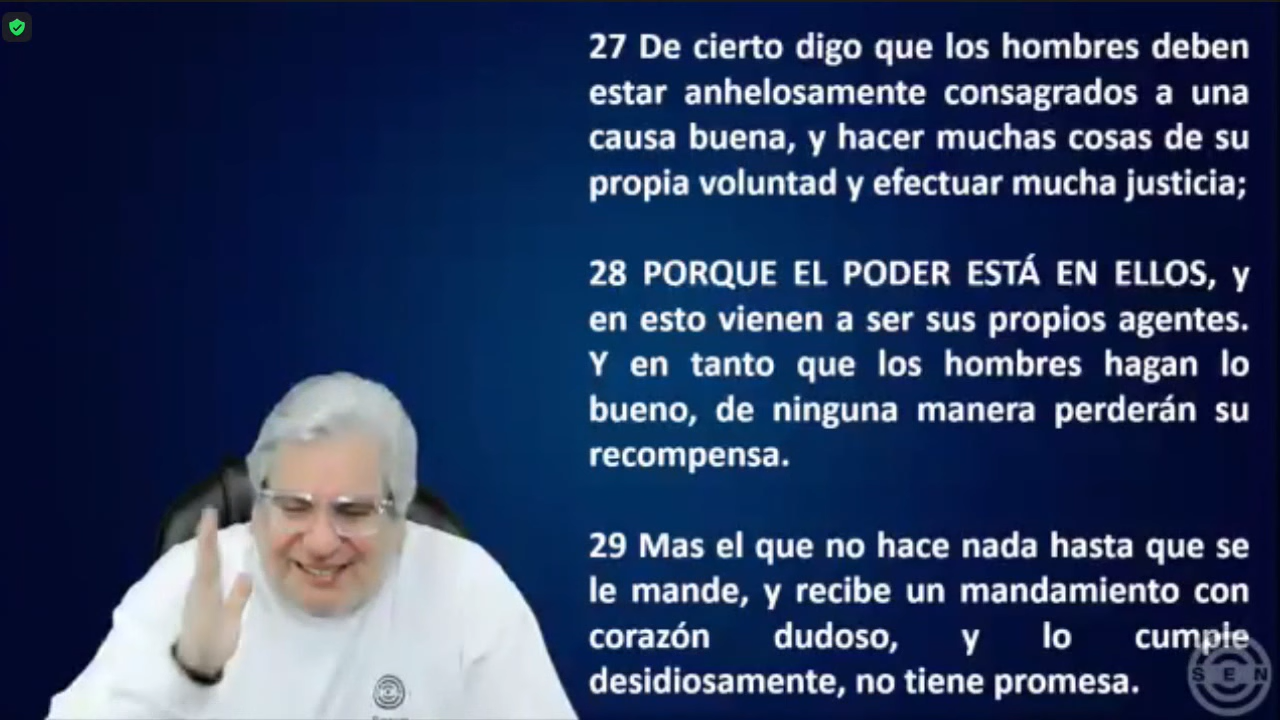 27 De cierto digo que los hombres deben
estar anhelosamente consagrados a una
causa buena, y hacer muchas cosas de su
propia voluntad y efectuar mucha justicia;
28 PORQUE EL PODER ESTÁ EN ELLOS, y
en esto vienen a ser sus propios agentes.
Y en tanto que los hombres hagan lo
bueno, de ninguna manera perderán su
recompensa.
29 Mas el que no hace nada hasta que se
le mande, y recibe un mandamiento con
corazón dudoso, y lo cumple
desidiosamente, no tiene promesa.
S E N